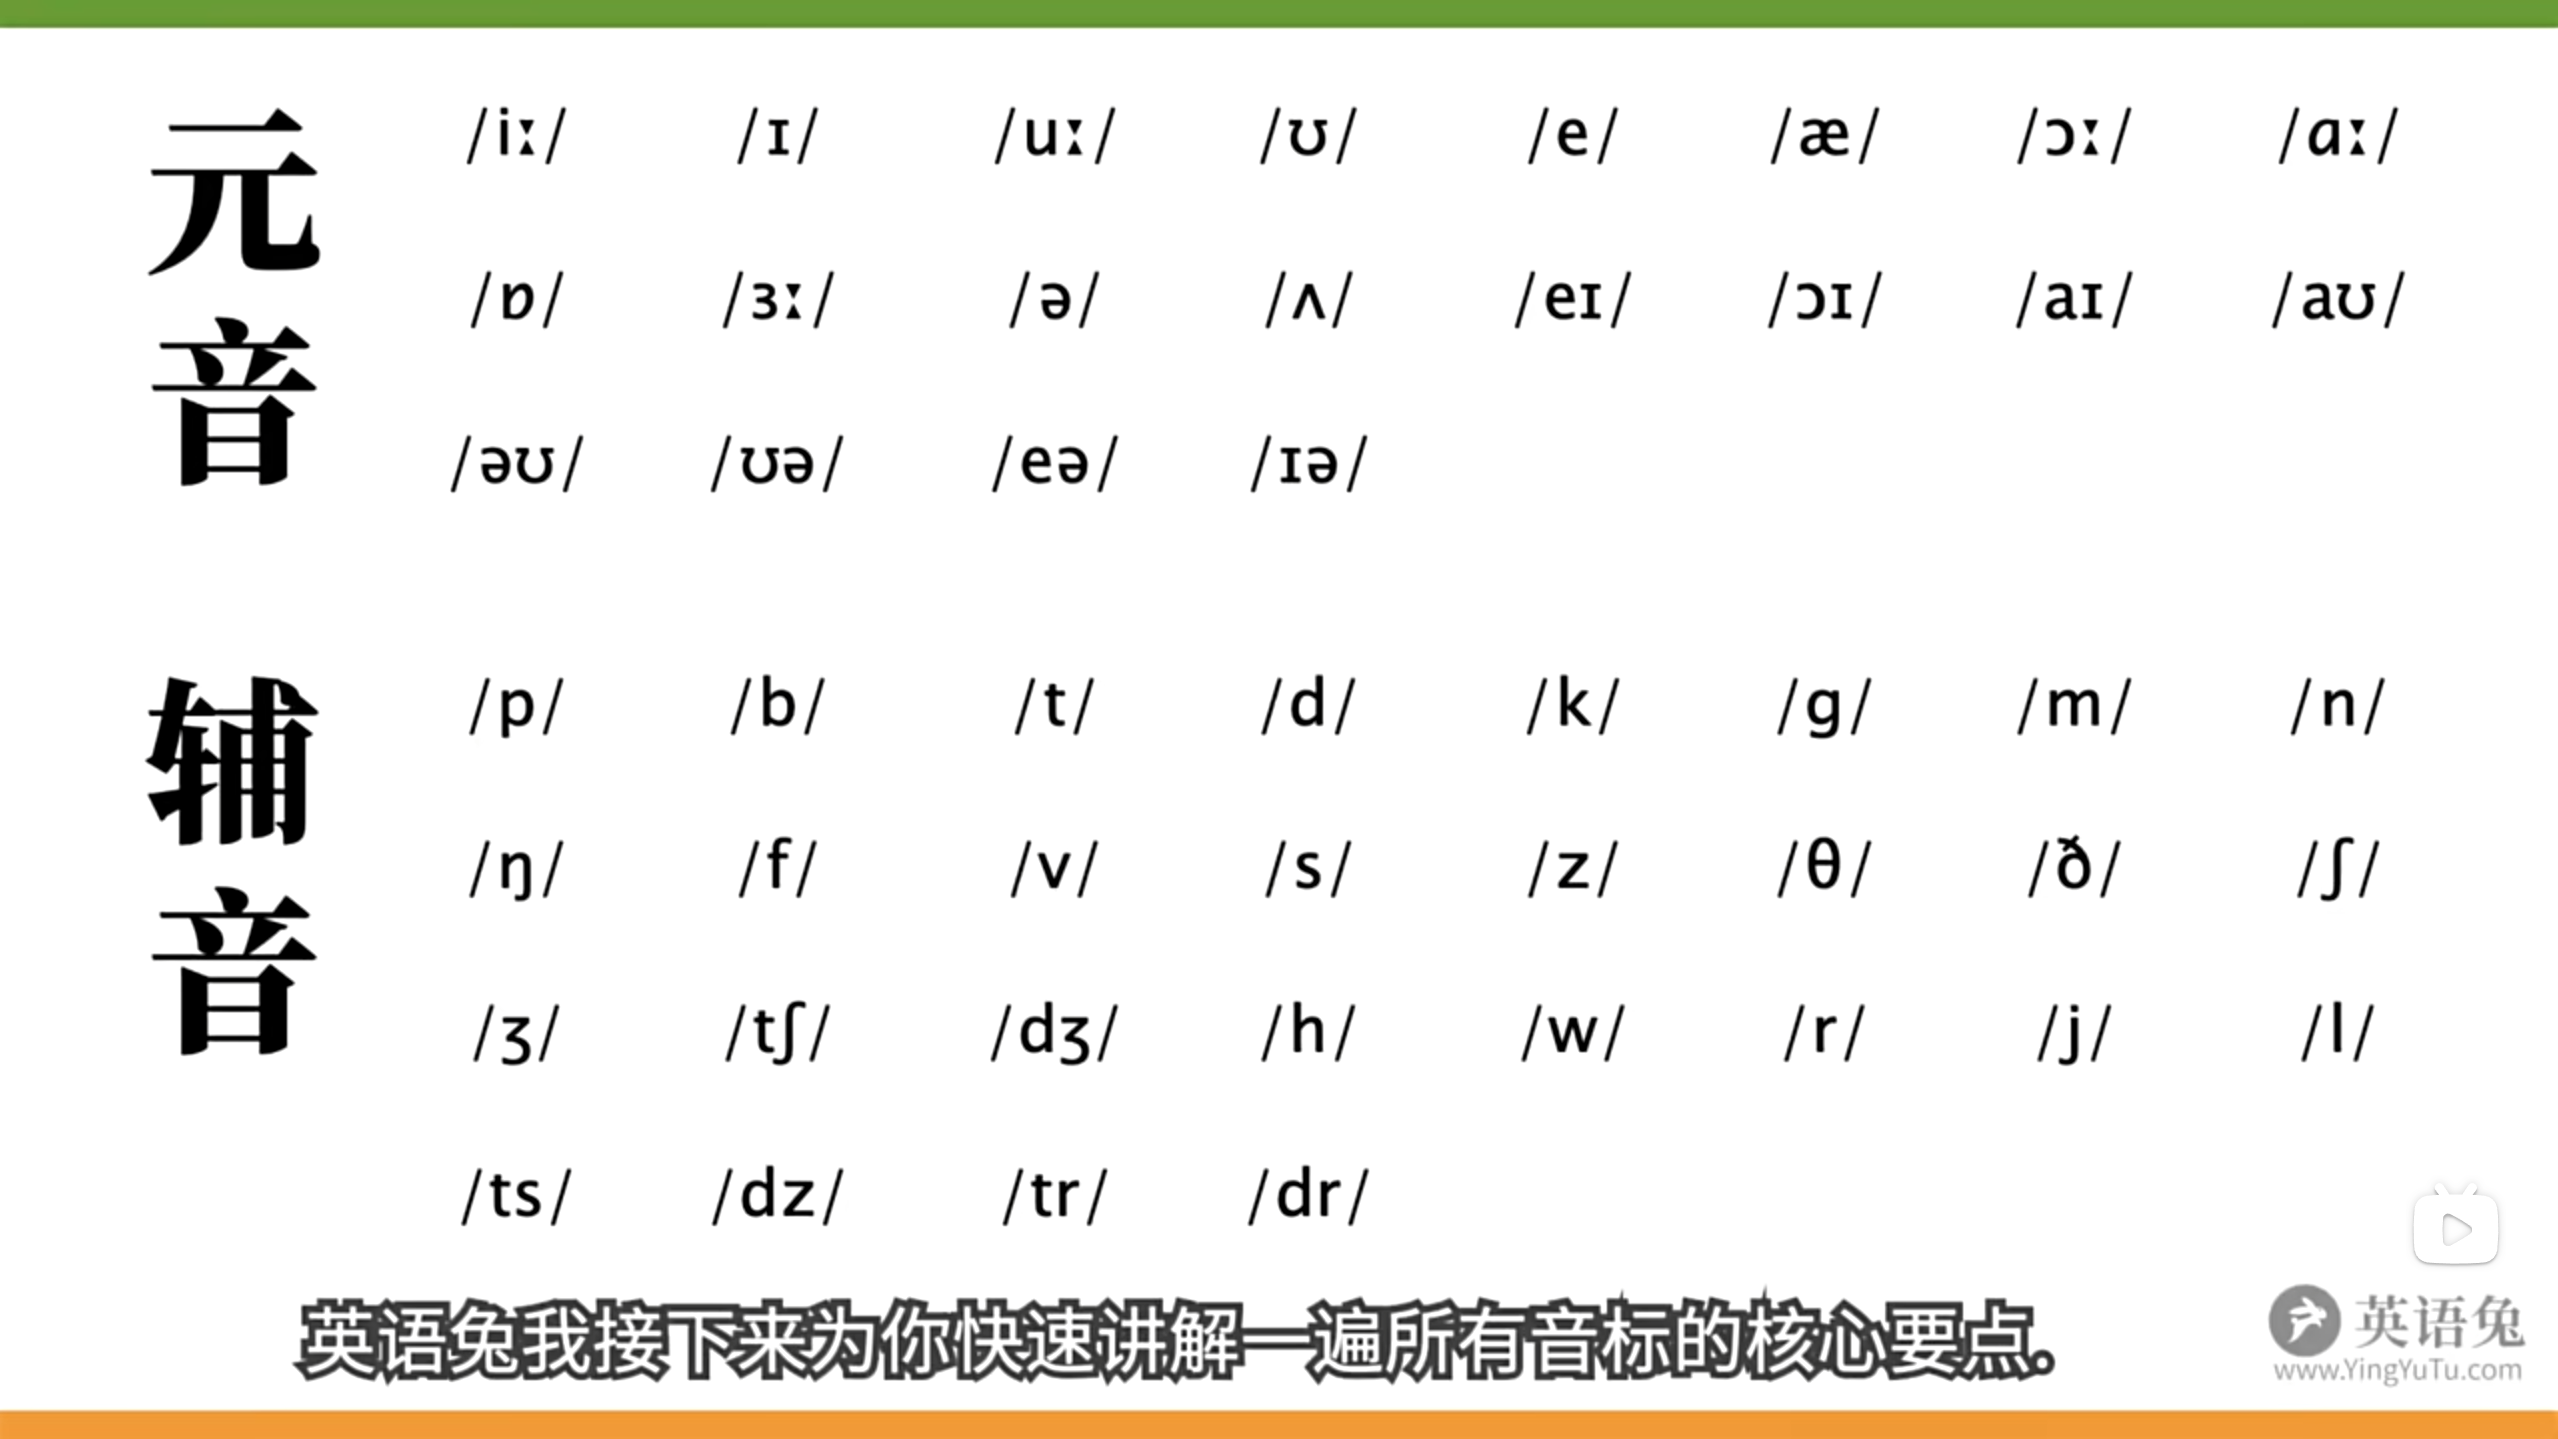 元音
/iː/ /ɪ/ /uː/ /ʊ/ /e/ /æ/ /ɔː/ /ɑː/
/ɒ/ /ɜː/ /ə/ /ʌ/ /eɪ/ /ɔɪ/ /aɪ/ /aʊ/
/əʊ/ /ʊə/ /eə/ /ɪə/
辅音
/p/ /b/ /t/ /d/ /k/ /g/ /m/ /n/
/ŋ/ /f/ /v/ /s/ /z/ /θ/ /ð/ /ʃ/
/ʒ/ /tʃ/ /dʒ/ /h/ /w/ /r/ /j/ /l/
/ts/ /dz/ /tr/ /dr/
英语兔我接下来为你快速讲解一遍所有音标的核心要点。
英语兔
www.YingYuTu.com